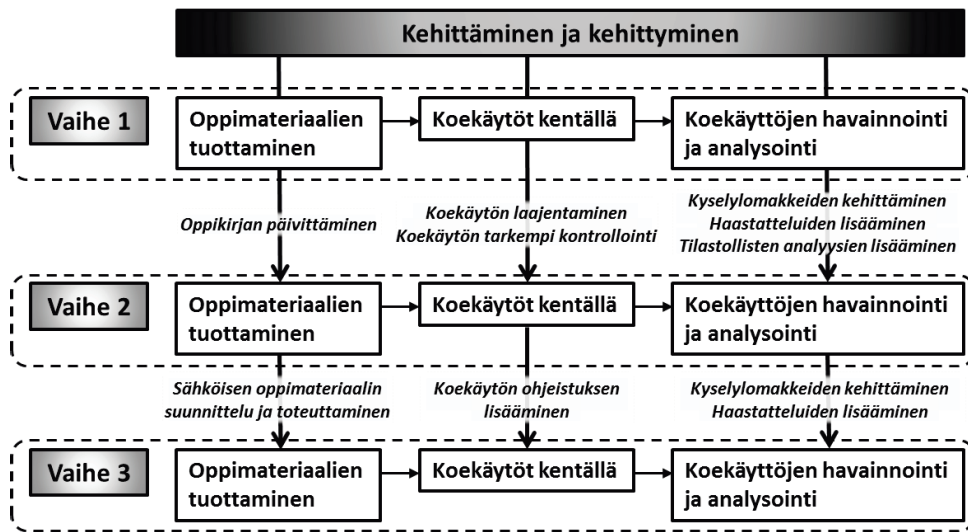 Kehittäminen ja kehittyminen
Vaihe 1
Oppimateriaalien
tuottaminen
Koekäytöt kentällä
Koekäyttöjen havainnointi
ja analysointi
Oppikirjan päivittäminen
Koekäytön laajentaminen
Koekäytön tarkempi kontrollointi
Kyselylomakkeiden kehittäminen
Haastatteluiden lisääminen
Tilastollisten analyysien lisääminen
Vaihe 2
Oppimateriaalien
tuottaminen
Koekäytöt kentällä
Koekäyttöjen havainnointi
ja analysointi
Sähköisen oppimateriaalin
suunnittelu ja toteuttaminen
Koekäytön ohjeistuksen
lisääminen
Kyselylomakkeiden kehittäminen
Haastatteluiden lisääminen
Vaihe 3
Oppimateriaalien
tuottaminen
Koekäytöt kentällä
Koekäyttöjen havainnointi
ja analysointi